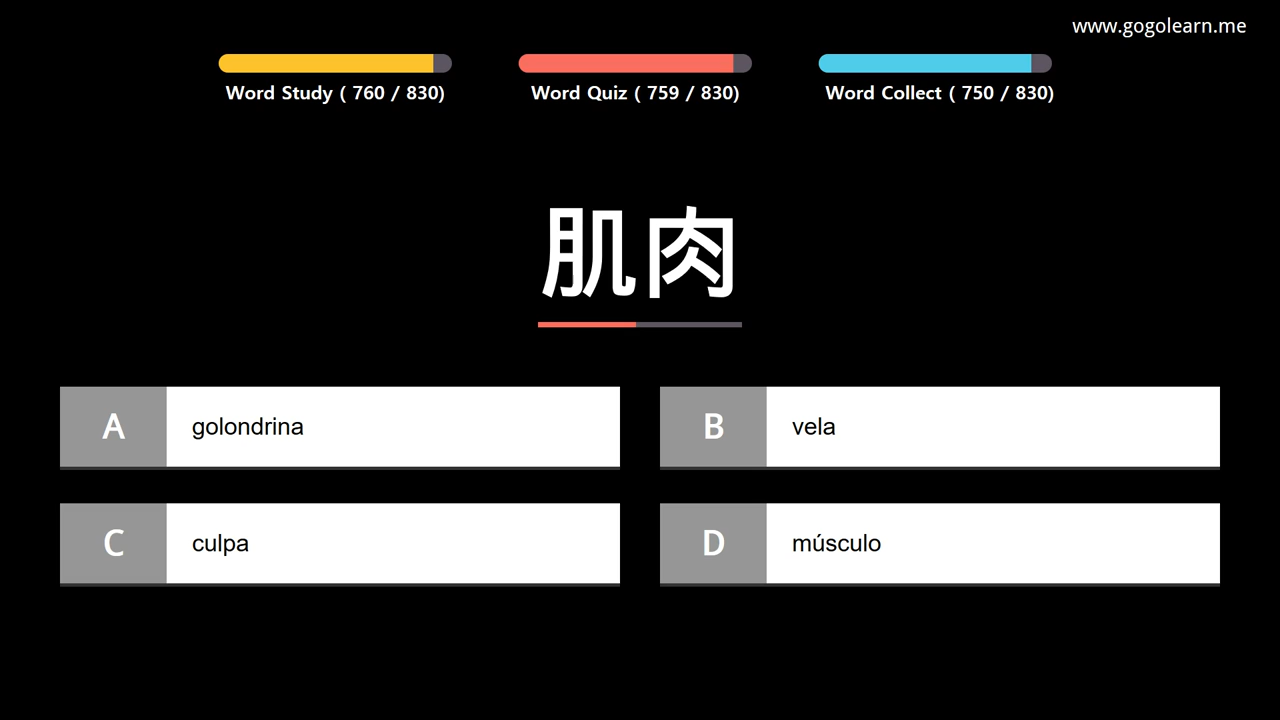 www.gogolearn.me
Word Study ( 760 / 830)
Word Quiz ( 759 / 830)
Word Collect ( 750 / 830)
肌肉
A golondrina
B vela
C culpa
D músculo